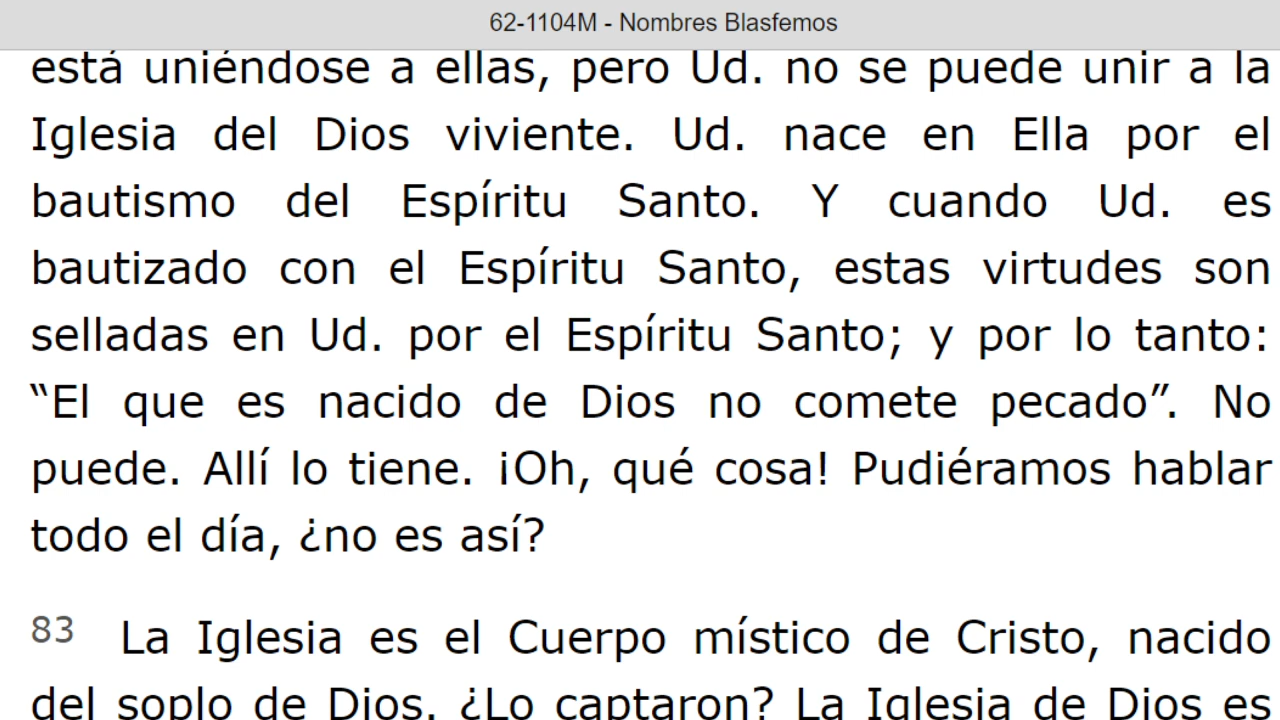 62-1104M - Nombres Blasfemos
está uniéndose a ellas, pero Ud. no se puede unir a la
Iglesia del Dios viviente. Ud. nace en Ella por el
bautismo del Espíritu Santo. Y cuando Ud. es
bautizado con el Espíritu Santo, estas virtudes son
selladas en Ud. por el Espíritu Santo; y por lo tanto:
“El que es nacido de Dios no comete pecado”. No
puede. Allí lo tiene. ¡Oh, qué cosa! Pudiéramos hablar
todo el día, ¿no es así?
83 La Iglesia es el Cuerpo místico de Cristo, nacido
del soplo de Dios. ¿Lo captaron? La Iglesia de Dios es